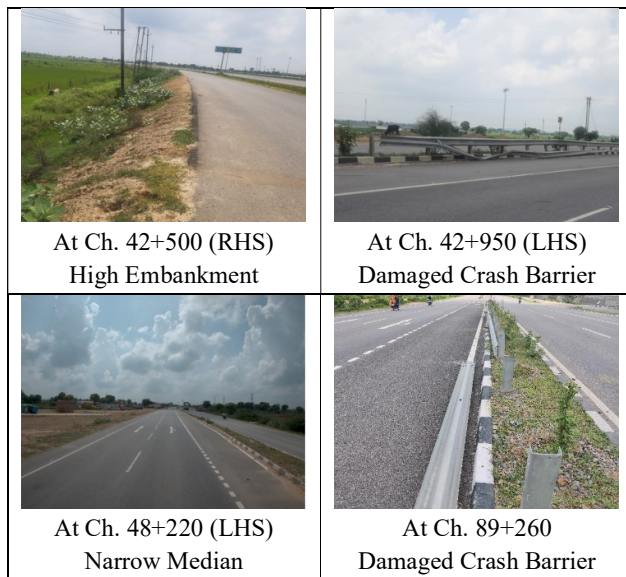 At Ch. 42+500 (RHS)
High Embankment
At Ch. 42+950 (LHS)
Damaged Crash Barrier
At Ch. 48+220 (LHS)
Narrow Median
At Ch. 89+260
Damaged Crash Barrier